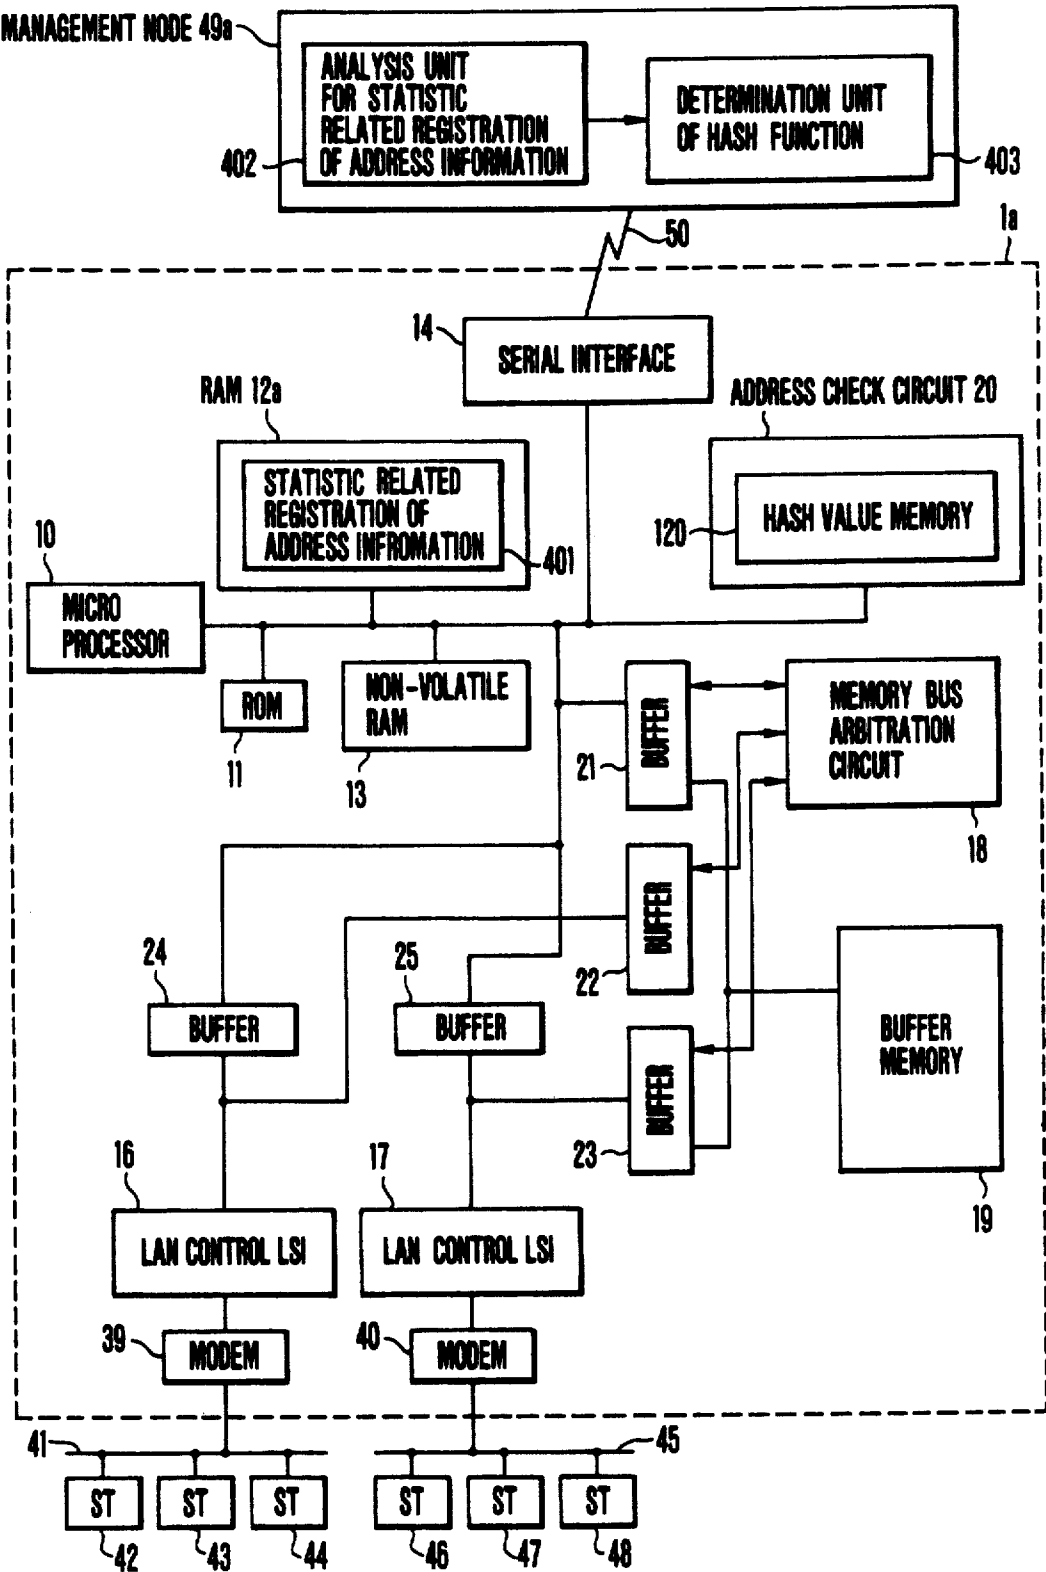 MANAGEMENT NODE 49a
ANALYSIS UNIT
FOR STATISTIC
RELATED REGISTRATION
OF ADDRESS INFORMATION
402
DETERMINATION UNIT
OF HASH FUNCTION
403
50
1a
14
SERIAL INTERFACE
RAM 12a
STATISTIC RELATED
REGISTRATION OF
ADDRESS INFROMATION
401
ADDRESS CHECK CIRCUIT 20
120
HASH VALUE MEMORY
10
MICRO
PROCESSOR
ROM
11
NON-VOLATILE
RAM
13
BUFFER
21
MEMORY BUS
ARBITRATION
CIRCUIT
18
BUFFER
22
24
BUFFER
25
BUFFER
BUFFER
23
BUFFER
MEMORY
19
16
LAN CONTROL LSI
17
LAN CONTROL LSI
39
MODEM
40
MODEM
41
ST
42
ST
43
ST
44
45
ST
46
ST
47
ST
48